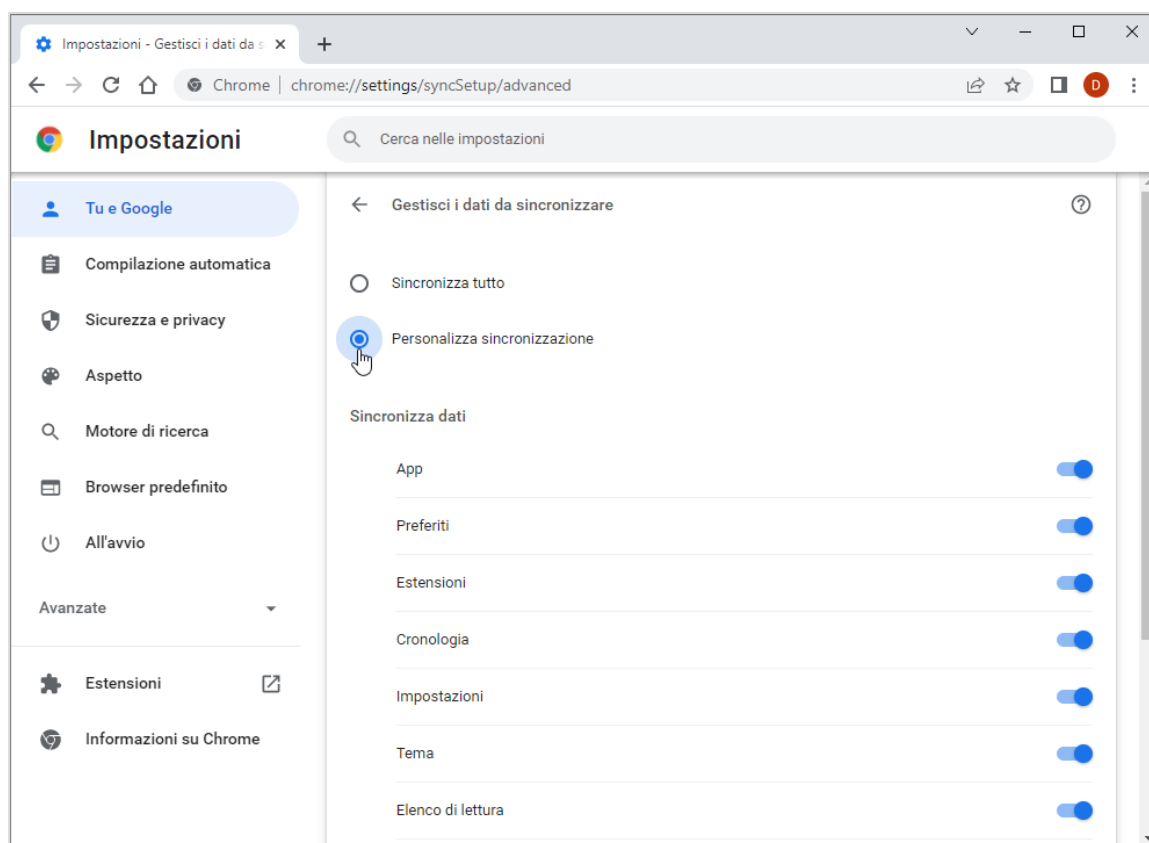 Impostazioni - Gestisci i dati da s
Chrome | chrome://settings/syncSetup/advanced
D
Impostazioni
Cerca nelle impostazioni
Tu e Google
Compilazione automatica
Sicurezza e privacy
Aspetto
Motore di ricerca
Browser predefinito
All'avvio
Avanzate
Estensioni
Informazioni su Chrome
Gestisci i dati da sincronizzare
Sincronizza tutto
Personalizza sincronizzazione
Sincronizza dati
App
Preferiti
Estensioni
Cronologia
Impostazioni
Tema
Elenco di lettura